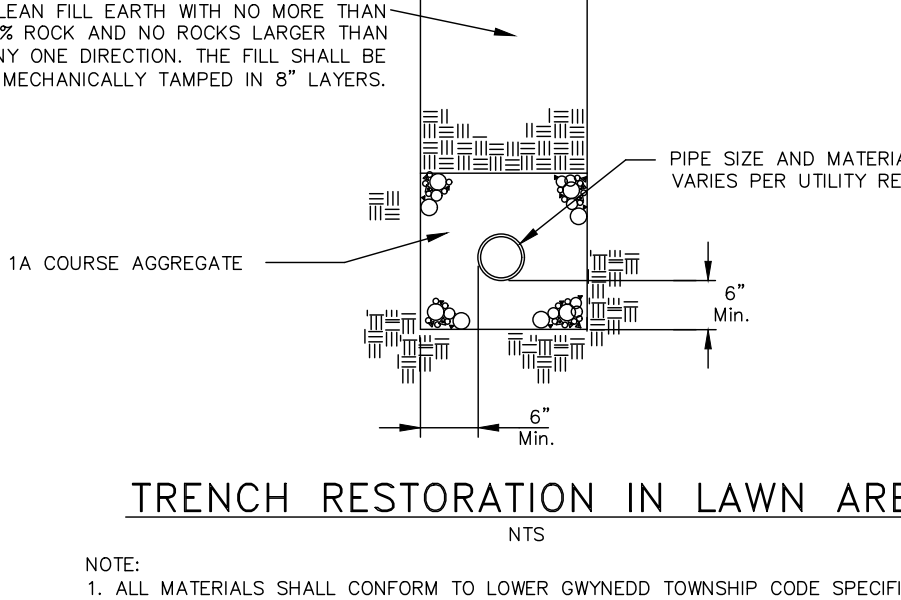 LEAN FILL EARTH WITH NO MORE THAN
% ROCK AND NO ROCKS LARGER THAN
NY ONE DIRECTION. THE FILL SHALL BE
MECHANICALLY TAMPED IN 8" LAYERS.
PIPE SIZE AND MATERIA
VARIES PER UTILITY RE
1A COURSE AGGREGATE
6"
Min.
6"
Min.
TRENCH RESTORATION IN LAWN ARE
NTS
NOTE:
1. ALL MATERIALS SHALL CONFORM TO LOWER GWYNEDD TOWNSHIP CODE SPECIFI